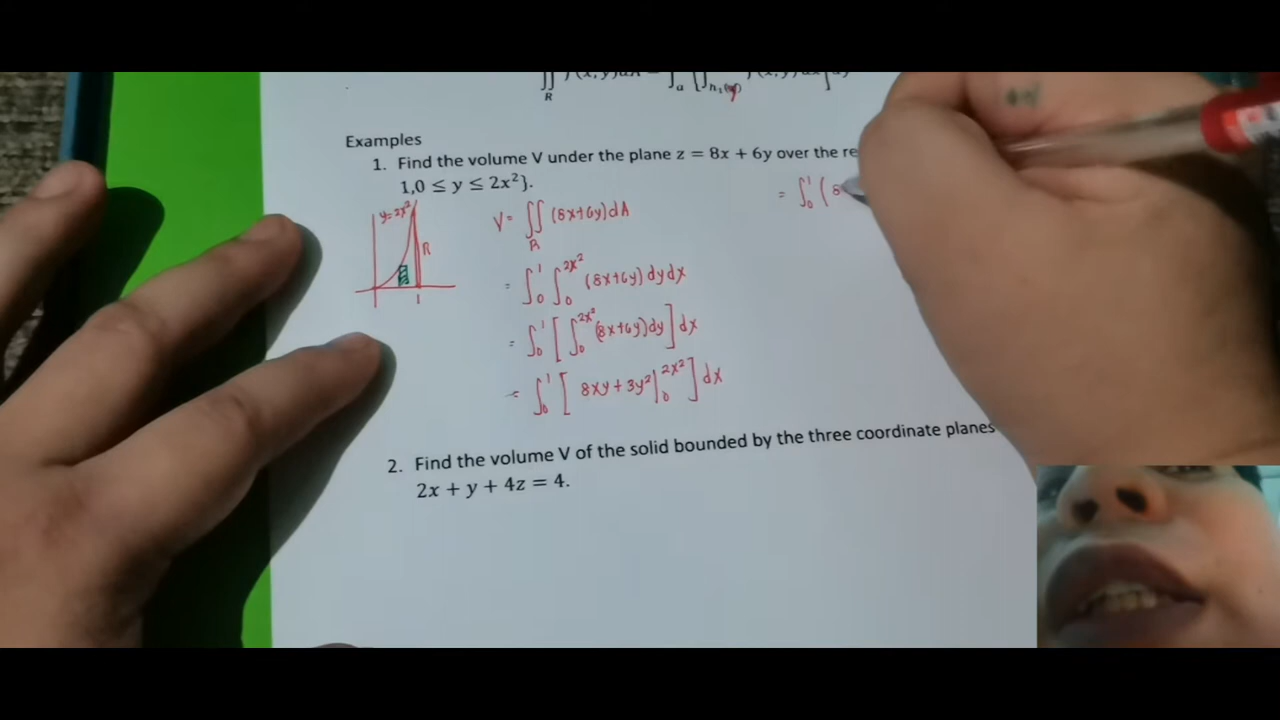 Examples
1. Find the volume V under the plane z = 8x + 6y over the
1,0 ≤ y ≤ 2x²}.
y=2x²
R
1
V= ∬ (8x+6y)dA
R
= ∫₀¹ ∫₀^{2x²} (8x+6y) dy dx
= ∫₀¹ [ ∫₀^{2x²} (8x+6y)dy ] dx
= ∫₀¹ [ 8xy + 3y² |₀^{2x²} ] dx
= ∫₀¹ ( 8
2. Find the volume V of the solid bounded by the three coordinate planes
2x + y + 4z = 4.